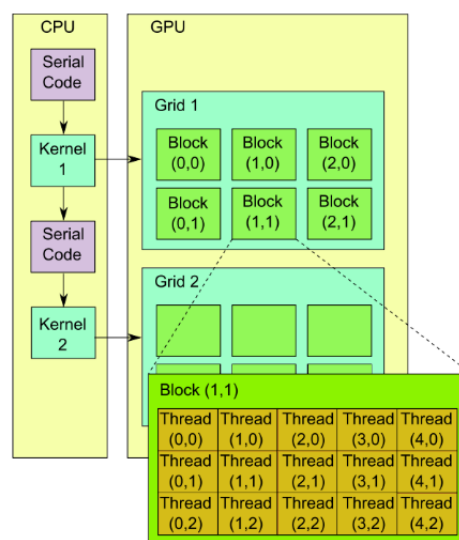 CPU
GPU
Serial
Code
Kernel
1
Serial
Code
Kernel
2
Grid 1
Block Block Block
(0,0) (1,0) (2,0)
Block Block Block
(0,1) (1,1) (2,1)
Grid 2
Block (1,1)
Thread Thread Thread Thread Thread
(0,0) (1,0) (2,0) (3,0) (4,0)
Thread Thread Thread Thread Thread
(0,1) (1,1) (2,1) (3,1) (4,1)
Thread Thread Thread Thread Thread
(0,2) (1,2) (2,2) (3,2) (4,2)